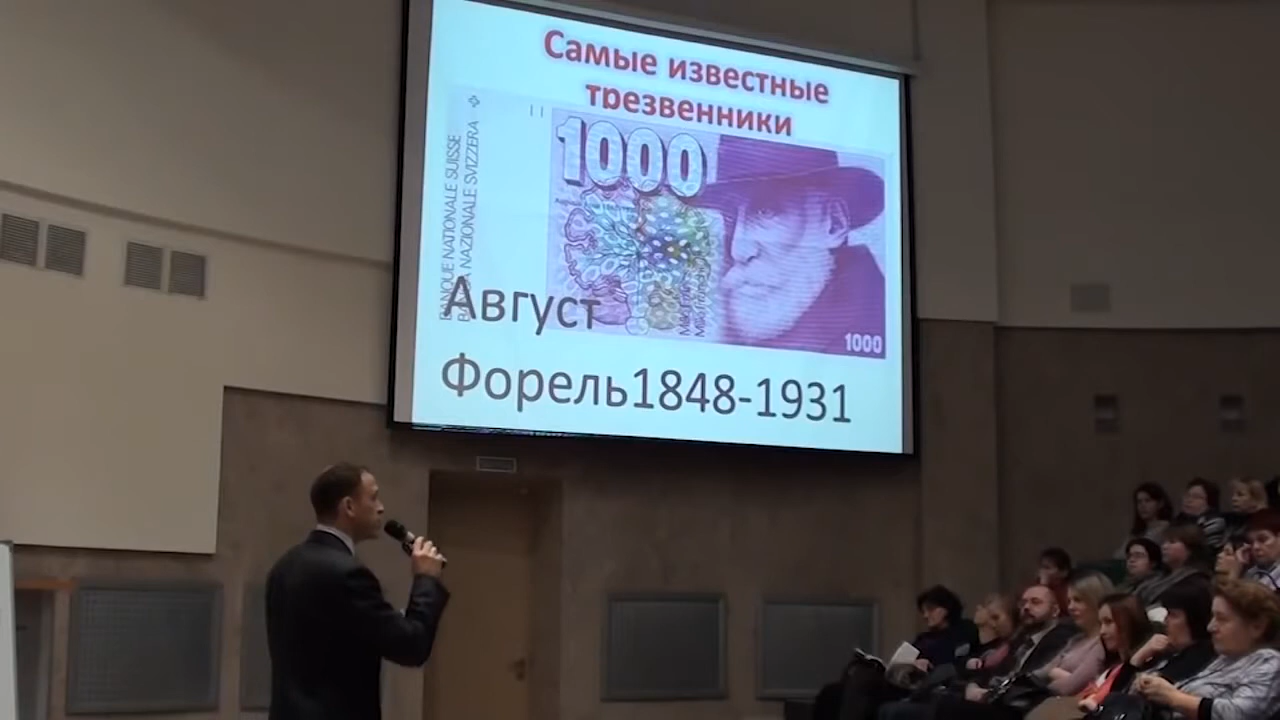 Самые известные
трезвенники
BANQUE NATIONALE SUISSE
BANCA NAZIONALE SVIZZERA
1000
1000
Август
Форель1848-1931